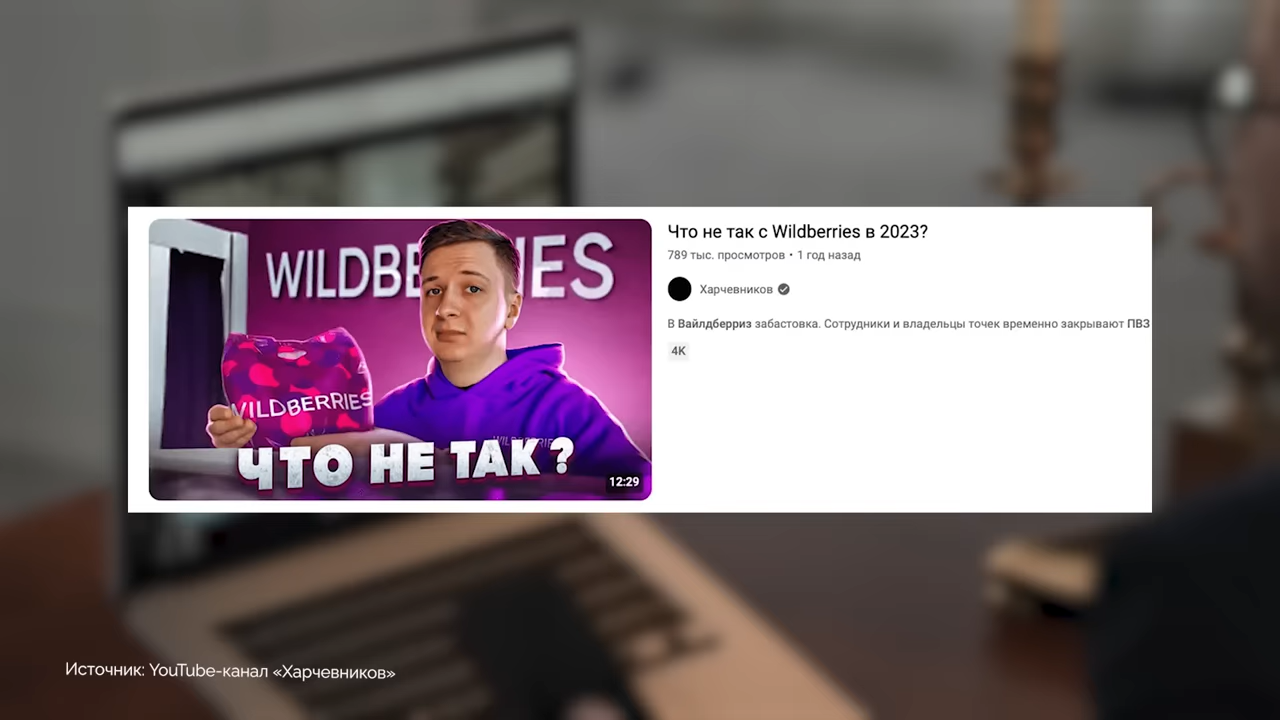 WILDBERRIES
WILDBERRIES
ЧТО НЕ ТАК?
12:29
Что не так с Wildberries в 2023?
789 тыс. просмотров • 1 год назад
Харчевников
В Вайлдберриз забастовка. Сотрудники и владельцы точек временно закрывают ПВЗ
4K
Источник: YouTube-канал «Харчевников»